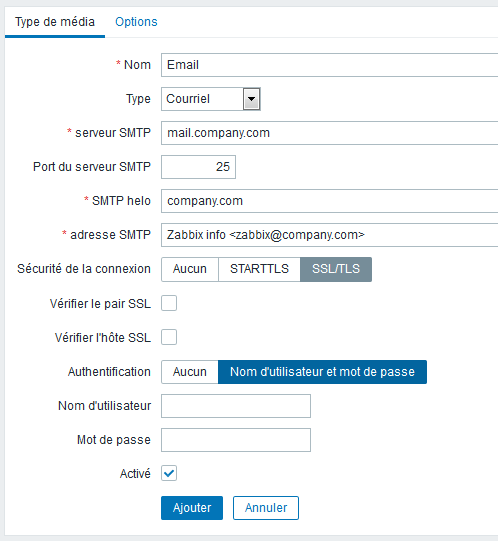 Type de média Options
* Nom Email
Type Courriel
* serveur SMTP mail.company.com
Port du serveur SMTP 25
* SMTP helo company.com
* adresse SMTP Zabbix info <zabbix@company.com>
Sécurité de la connexion Aucun STARTTLS SSL/TLS
Vérifier le pair SSL
Vérifier l'hôte SSL
Authentification Aucun Nom d'utilisateur et mot de passe
Nom d'utilisateur
Mot de passe
Activé
Ajouter Annuler